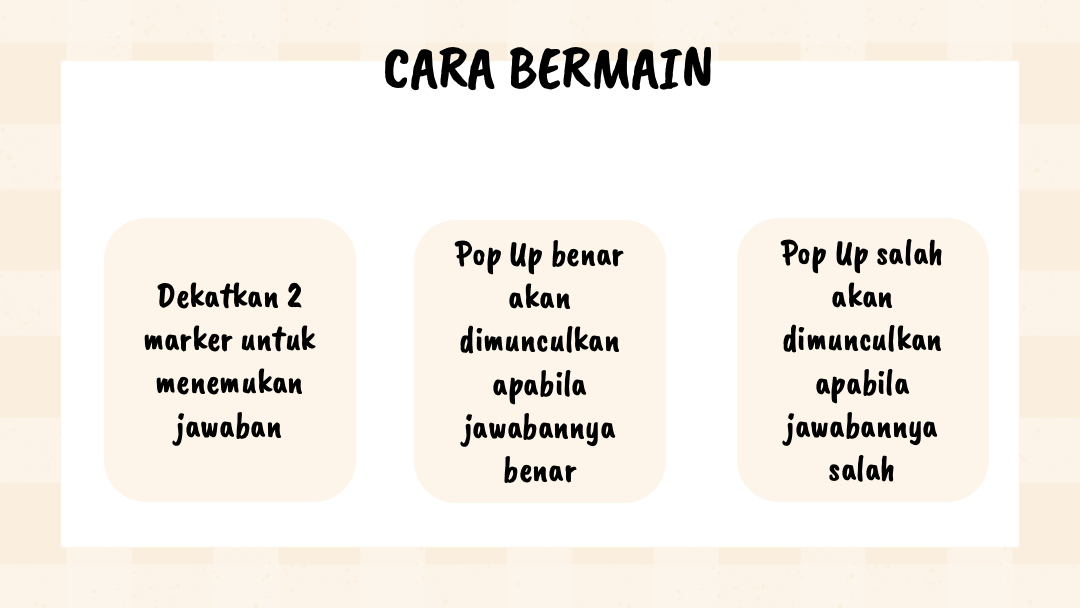 CARA BERMAIN
Dekatkan 2
marker untuk
menemukan
jawaban
Pop Up benar
akan
dimunculkan
apabila
jawabannya
benar
Pop Up salah
akan
dimunculkan
apabila
jawabannya
salah